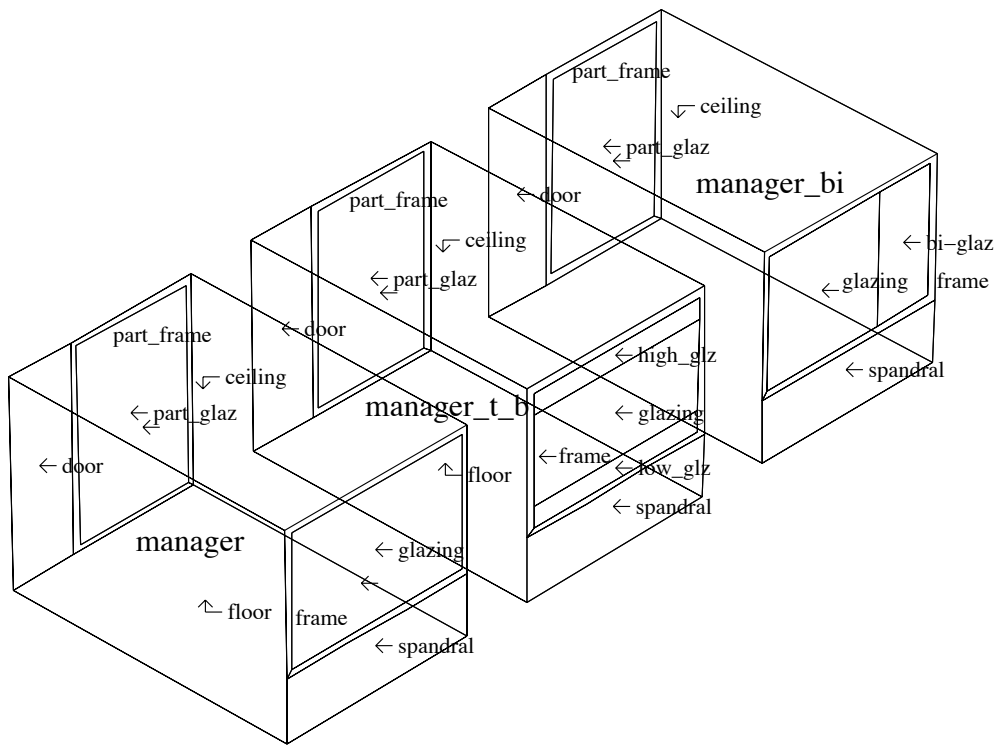 part_frame
ceiling
part_glaz
manager_bi
door
bi-glaz
glazing
frame
spandral
part_frame
ceiling
part_glaz
door
high_glz
manager_t_b
glazing
frame
low_glz
floor
spandral
part_frame
ceiling
part_glaz
door
manager
glazing
floor
frame
spandral